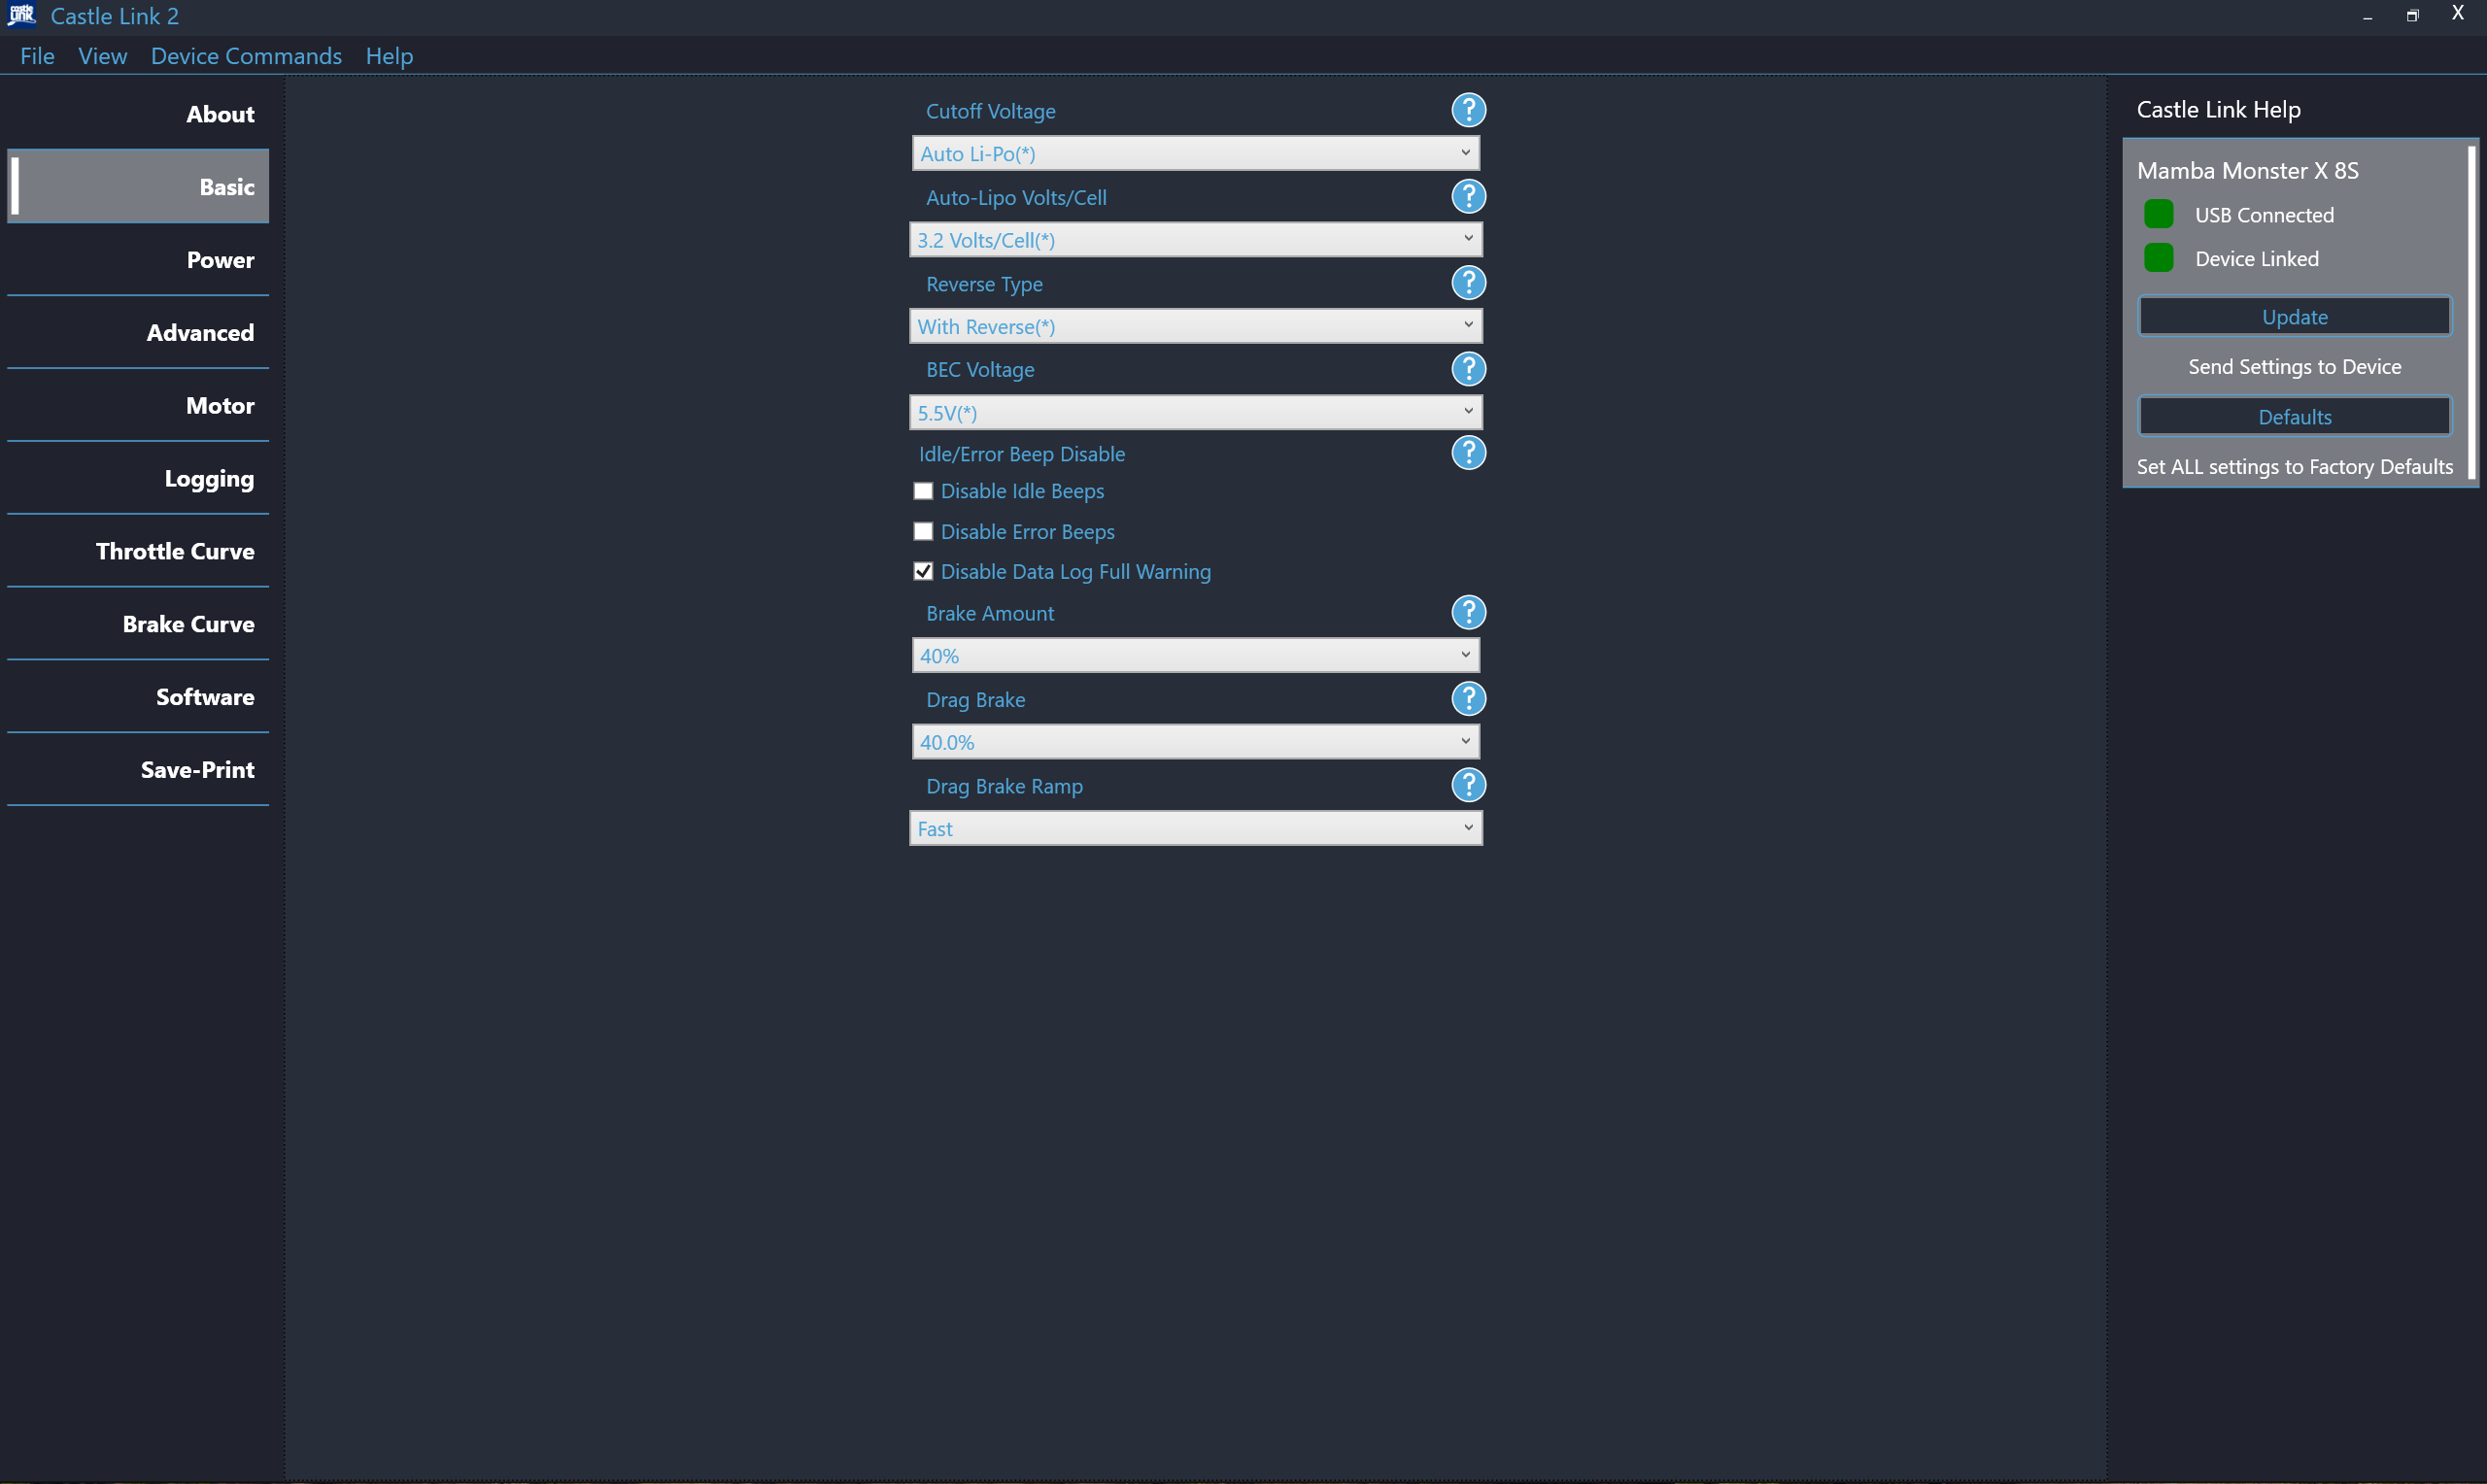 castle
Link
Castle Link 2
X
File View Device Commands Help
About
Basic
Power
Advanced
Motor
Logging
Throttle Curve
Brake Curve
Software
Save-Print
Cutoff Voltage ?
Auto Li-Po(*)
Auto-Lipo Volts/Cell ?
3.2 Volts/Cell(*)
Reverse Type ?
With Reverse(*)
BEC Voltage ?
5.5V(*)
Idle/Error Beep Disable ?
Disable Idle Beeps
Disable Error Beeps
Disable Data Log Full Warning
Brake Amount ?
40%
Drag Brake ?
40.0%
Drag Brake Ramp ?
Fast
Castle Link Help
Mamba Monster X 8S
USB Connected
Device Linked
Update
Send Settings to Device
Defaults
Set ALL settings to Factory Defaults